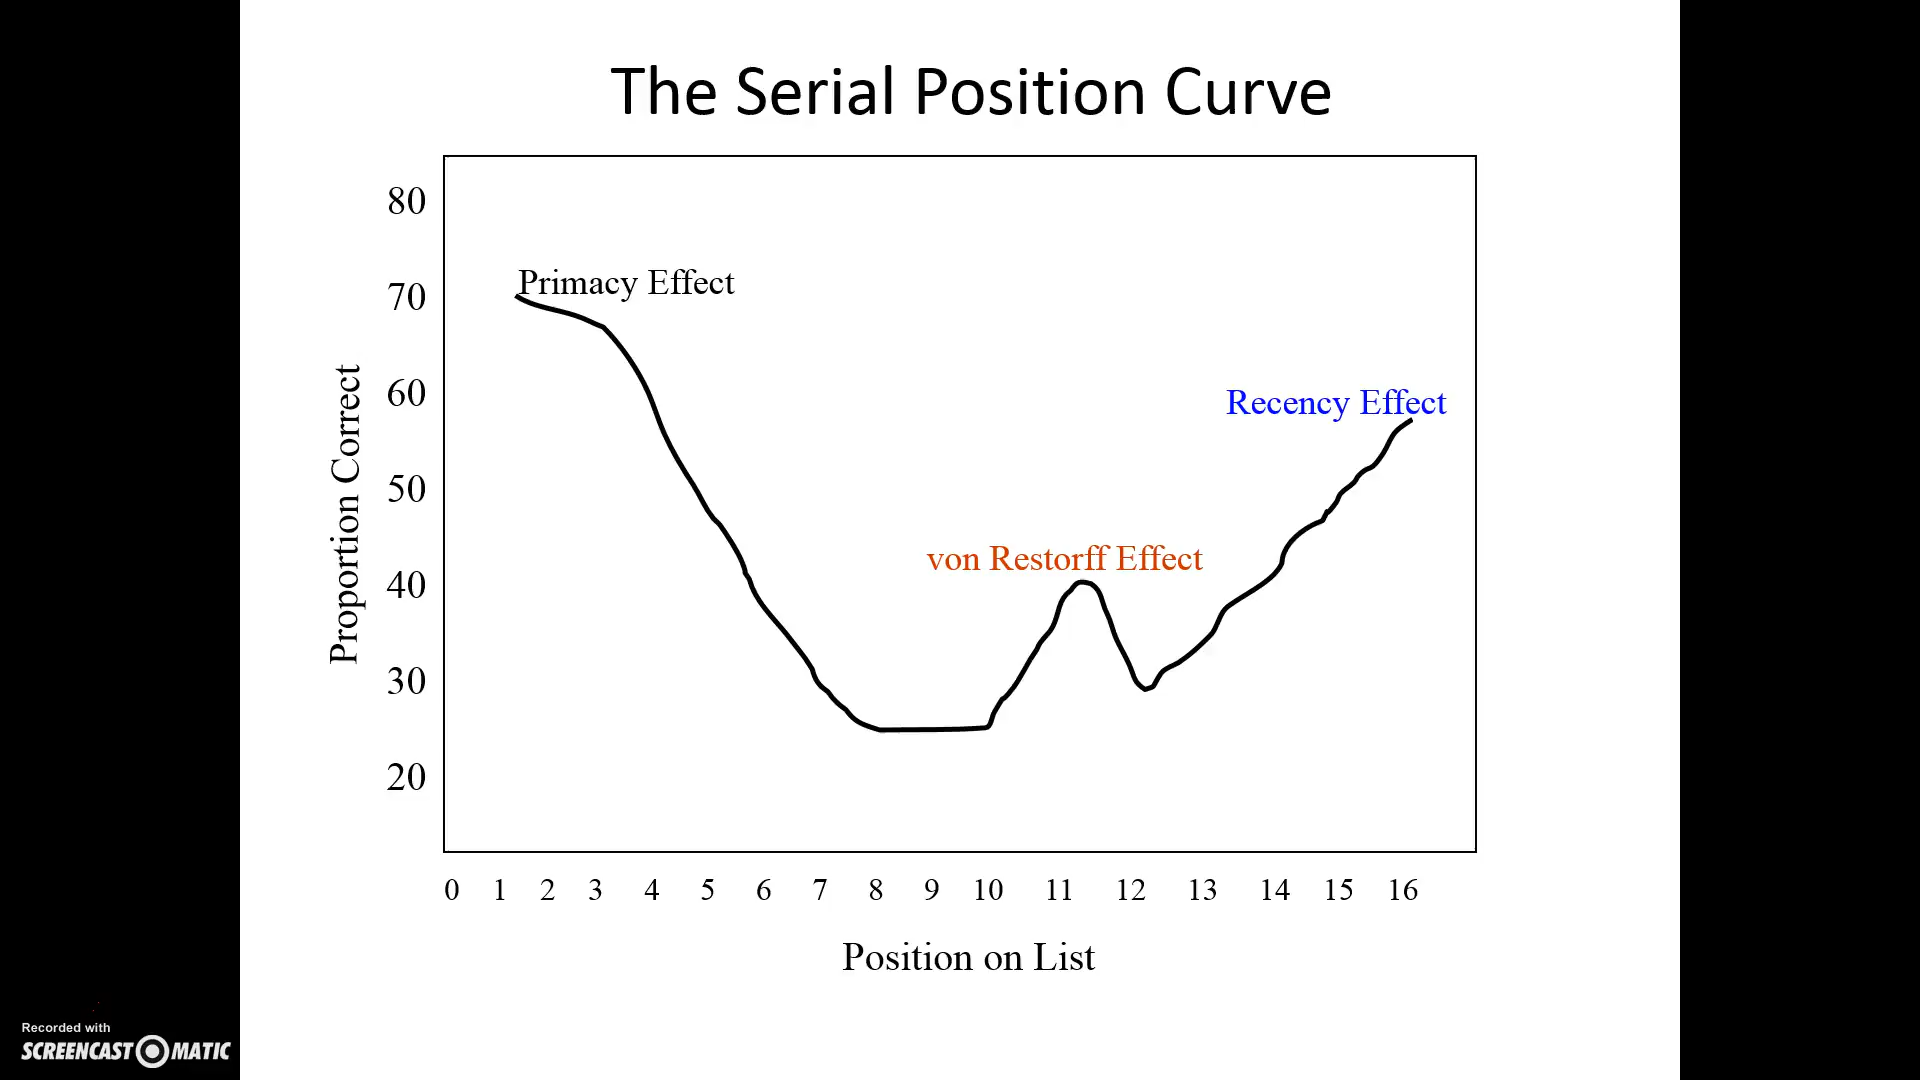 The Serial Position Curve
80
Primacy Effect
70
60
Recency Effect
50
von Restorff Effect
40
30
20
Proportion Correct
0 1 2 3 4 5 6 7 8 9 10 11 12 13 14 15 16
Position on List
Recorded with
SCREENCAST MATIC